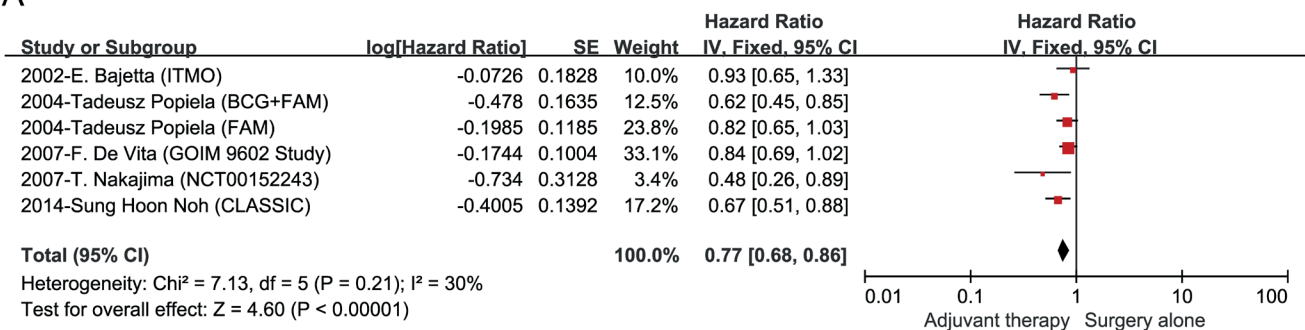 A
Hazard Ratio Hazard Ratio
Study or Subgroup log[Hazard Ratio] SE Weight IV, Fixed, 95% CI IV, Fixed, 95% CI
2002-E. Bajetta (ITMO) -0.0726 0.1828 10.0% 0.93 [0.65, 1.33]
2004-Tadeusz Popiela (BCG+FAM) -0.478 0.1635 12.5% 0.62 [0.45, 0.85]
2004-Tadeusz Popiela (FAM) -0.1985 0.1185 23.8% 0.82 [0.65, 1.03]
2007-F. De Vita (GOIM 9602 Study) -0.1744 0.1004 33.1% 0.84 [0.69, 1.02]
2007-T. Nakajima (NCT00152243) -0.734 0.3128 3.4% 0.48 [0.26, 0.89]
2014-Sung Hoon Noh (CLASSIC) -0.4005 0.1392 17.2% 0.67 [0.51, 0.88]
Total (95% CI) 100.0% 0.77 [0.68, 0.86]
Heterogeneity: Chi² = 7.13, df = 5 (P = 0.21); I² = 30%
Test for overall effect: Z = 4.60 (P < 0.00001)
0.01 0.1 1 10 100
Adjuvant therapy Surgery alone